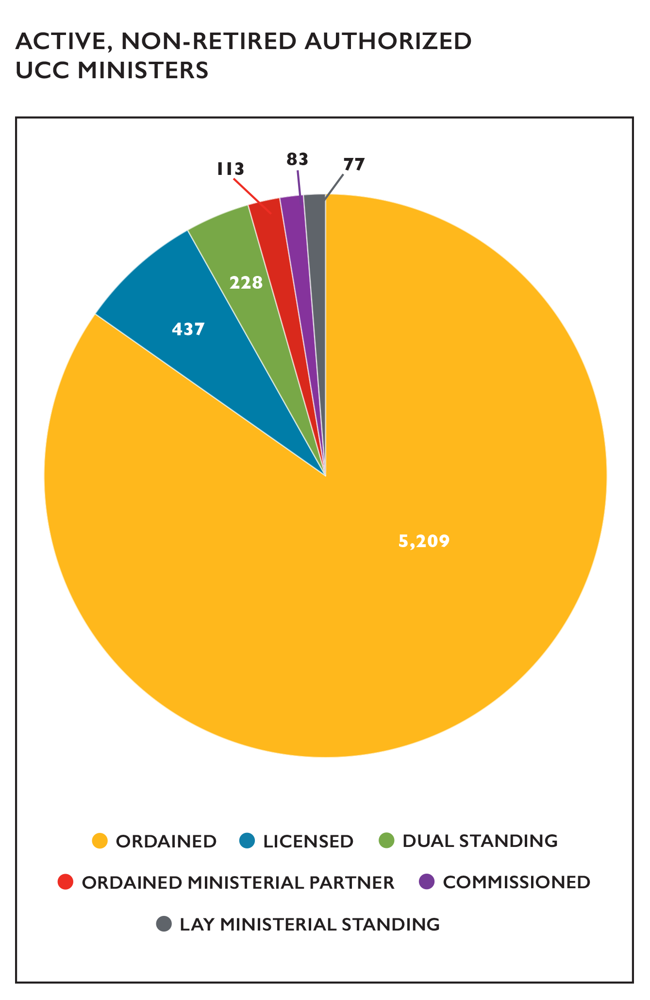 ACTIVE, NON-RETIRED AUTHORIZED
UCC MINISTERS
113
83
77
228
437
5,209
ORDAINED
LICENSED
DUAL STANDING
ORDAINED MINISTERIAL PARTNER
COMMISSIONED
LAY MINISTERIAL STANDING